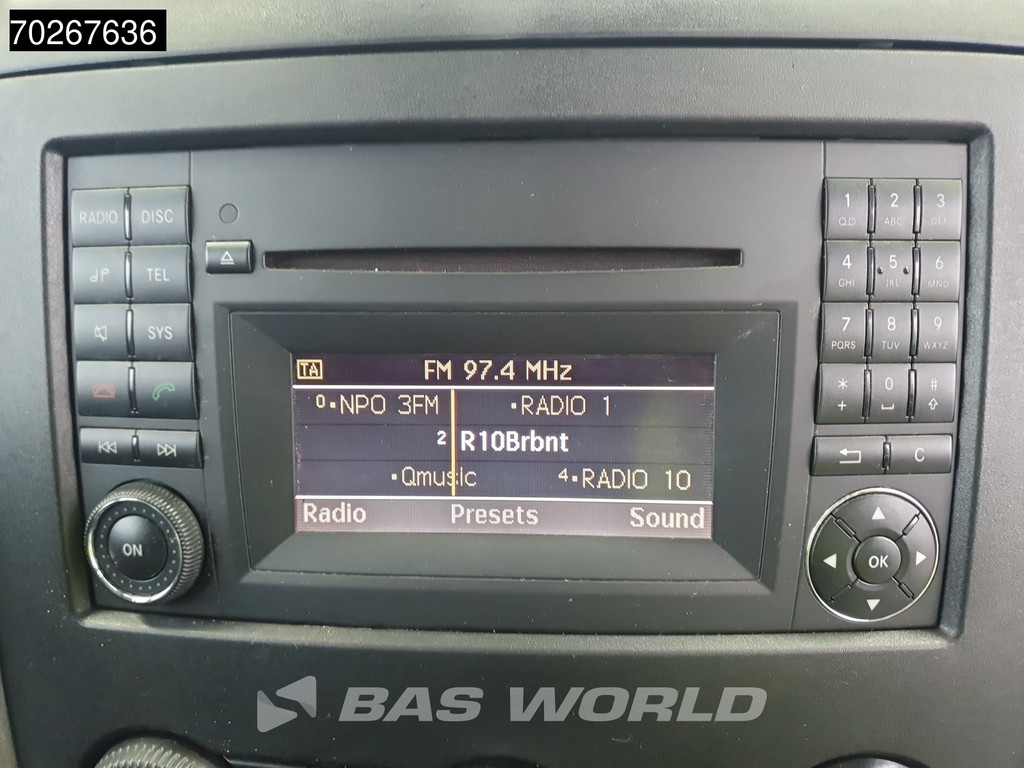 70267636
RADIO DISC
TEL
SYS
ON
TA FM 97.4 MHz
0 NPO 3FM RADIO 1
2 R10Brbnt
Qmusic 4 RADIO 10
Radio Presets Sound
1 2 3
ABC
4 5 6
GHI JKL MNO
7 8 9
PQRS TUV WXYZ
* 0 #
+
C
OK
BAS WORLD